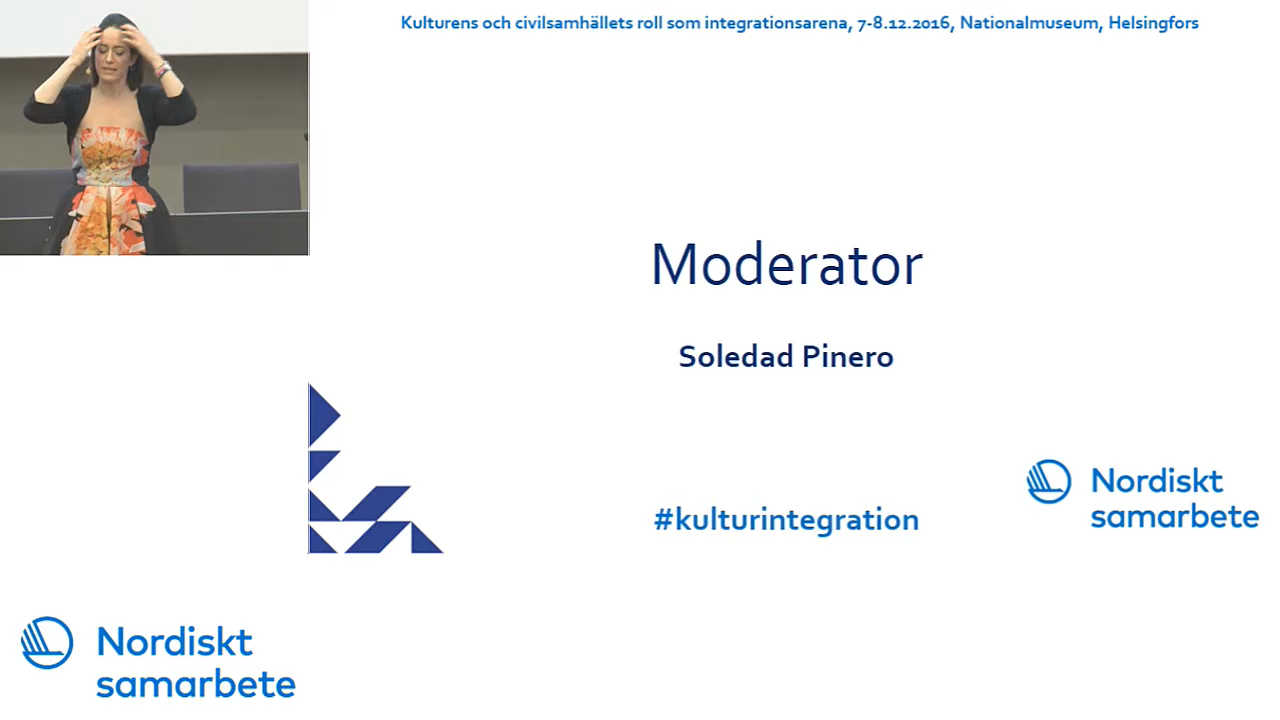 Kulturens och civilsamhällets roll som integrationsarena, 7-8.12.2016, Nationalmuseum, Helsingfors
Moderator
Soledad Pinero
#kulturintegration
Nordiskt
samarbete
Nordiskt
samarbete